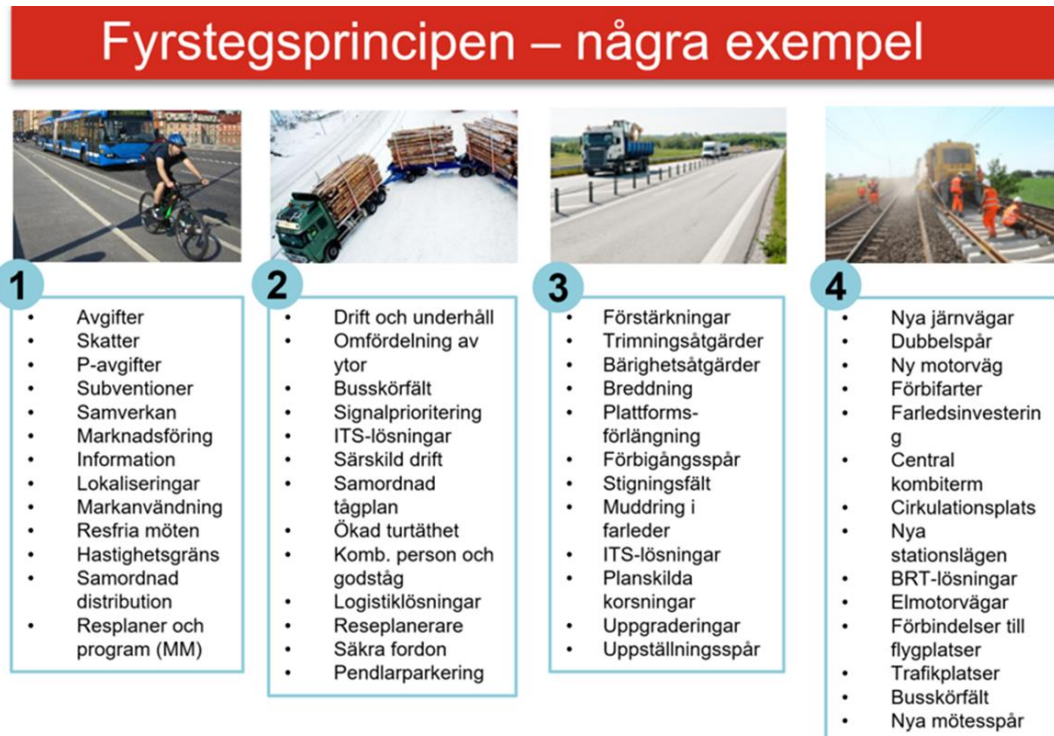 Fyrstegsprincipen – några exempel
1
• Avgifter
• Skatter
• P-avgifter
• Subventioner
• Samverkan
• Marknadsföring
• Information
• Lokaliseringar
• Markanvändning
• Resfria möten
• Hastighetsgräns
• Samordnad
distribution
• Resplaner och
program (MM)
2
• Drift och underhåll
• Omfördelning av
ytor
• Busskörfält
• Signalprioritering
• ITS-lösningar
• Särskild drift
• Samordnad
tågplan
• Ökad turtäthet
• Komb. person och
godståg
• Logistiklösningar
• Reseplanerare
• Säkra fordon
• Pendlarparkering
3
• Förstärkningar
• Trimningsåtgärder
• Bärighetsåtgärder
• Breddning
• Plattforms-
förlängning
• Förbigångsspår
• Stigningsfält
• Muddring i
farleder
• ITS-lösningar
• Planskilda
korsningar
• Uppgraderingar
• Uppställningsspår
4
• Nya järnvägar
• Dubbelspår
• Ny motorväg
• Förbifarter
• Farledsinvesterin
g
• Central
kombiterm
• Cirkulationsplats
• Nya
stationslägen
• BRT-lösningar
• Elmotorvägar
• Förbindelser till
flygplatser
• Trafikplatser
• Busskörfält
• Nya mötesspår